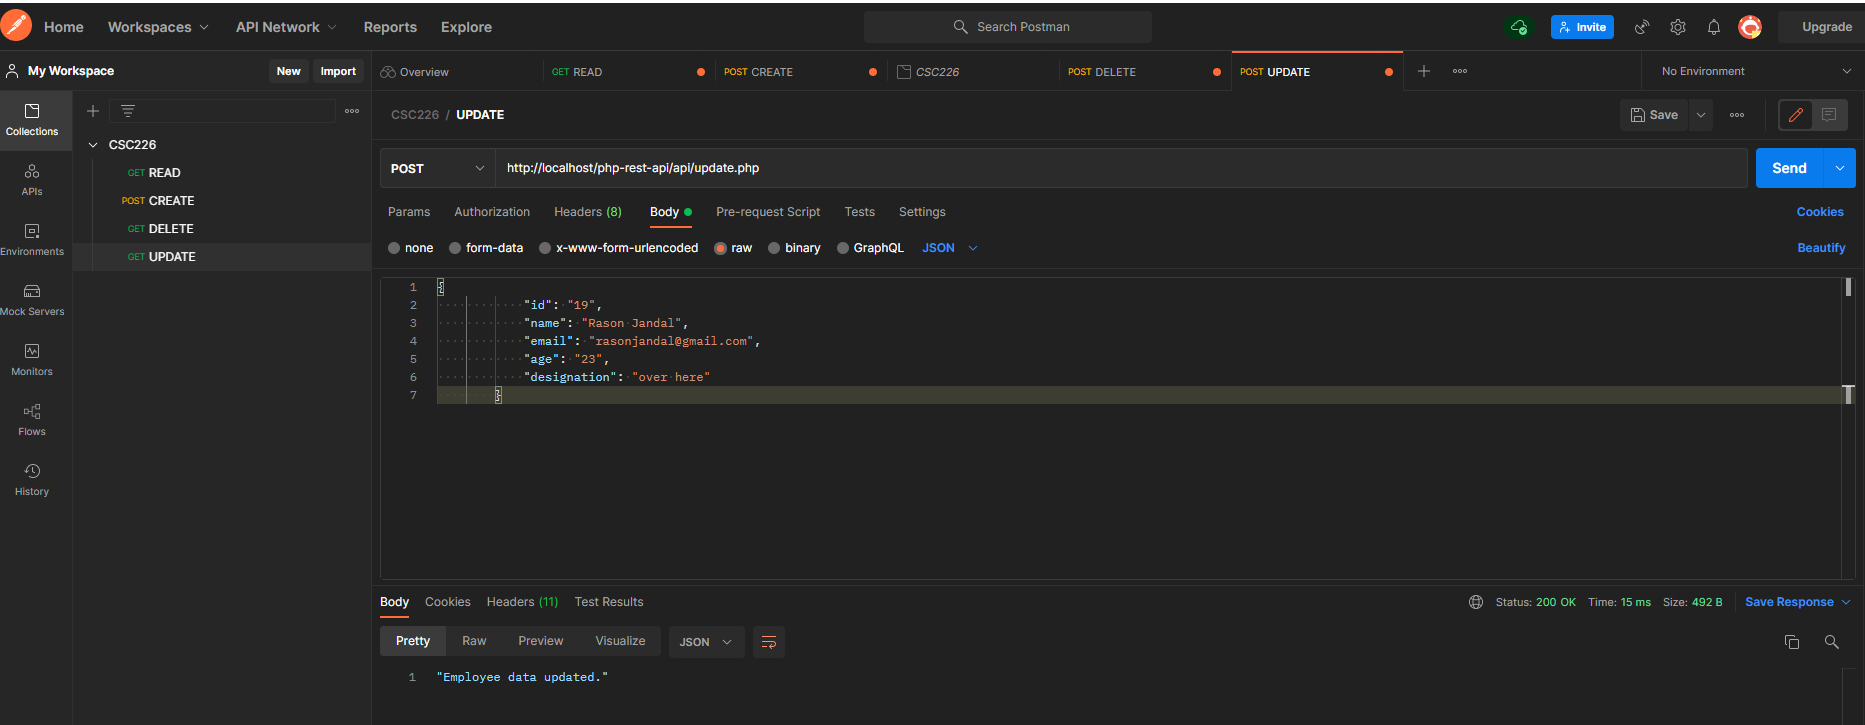 Home Workspaces API Network Reports Explore Search Postman Invite Upgrade
My Workspace New Import Overview GET READ POST CREATE CSC226 POST DELETE POST UPDATE No Environment
Collections
APIs
Environments
Mock Servers
Monitors
Flows
History
CSC226
GET READ
POST CREATE
GET DELETE
GET UPDATE
CSC226 / UPDATE Save
POST http://localhost/php-rest-api/api/update.php Send
Params Authorization Headers (8) Body Pre-request Script Tests Settings Cookies
none form-data x-www-form-urlencoded raw binary GraphQL JSON Beautify
1 {
2 "id": "19",
3 "name": "Rason Jandal",
4 "email": "rasonjandal@gmail.com",
5 "age": "23",
6 "designation": "over here"
7 }
Body Cookies Headers (11) Test Results Status: 200 OK Time: 15 ms Size: 492 B Save Response
Pretty Raw Preview Visualize JSON
1 "Employee data updated."